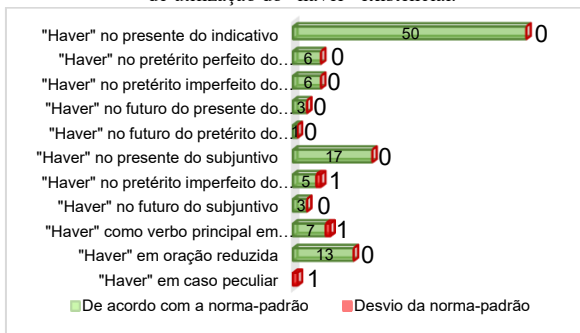 de utilização do "haver" existencial.
"Haver" no presente do indicativo 50 0
"Haver" no pretérito perfeito do… 6 0
"Haver" no pretérito imperfeito do… 6 0
"Haver" no futuro do presente do… 3 0
"Haver" no futuro do pretérito do… 1 0
"Haver" no presente do subjuntivo 17 0
"Haver" no pretérito imperfeito do… 5 1
"Haver" no futuro do subjuntivo 3 0
"Haver" como verbo principal em… 7 1
"Haver" em oração reduzida 13 0
"Haver" em caso peculiar 1
De acordo com a norma-padrão Desvio da norma-padrão